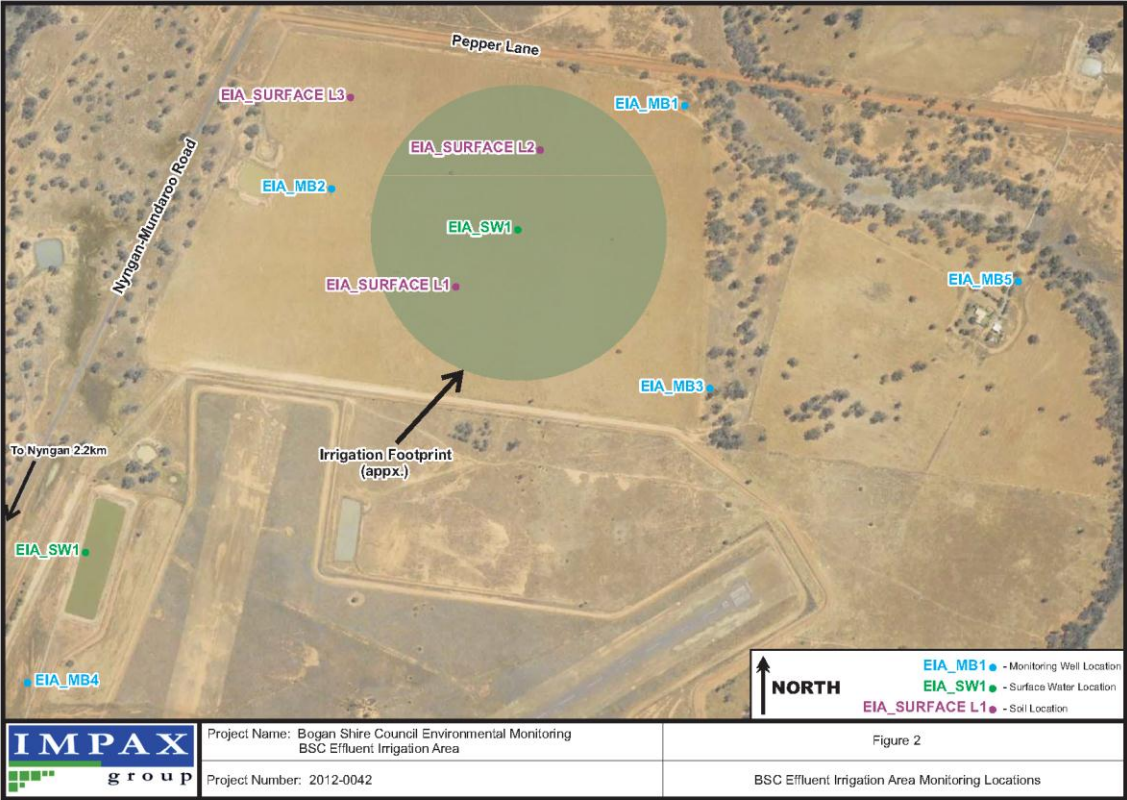 Pepper Lane
EIA_SURFACE L3
EIA_MB1
EIA_SURFACE L2
Nyngan-Mundaroo Road
EIA_MB2
EIA_SW1
EIA_SURFACE L1
EIA_MB5
EIA_MB3
To Nyngan 2.2km
Irrigation Footprint
(appx.)
EIA_SW1
EIA_MB4
NORTH
EIA_MB1 - Monitoring Well Location
EIA_SW1 - Surface Water Location
EIA_SURFACE L1 - Soil Location
IMPAX
group
Project Name: Bogan Shire Council Environmental Monitoring
BSC Effluent Irrigation Area
Figure 2
Project Number: 2012-0042
BSC Effluent Irrigation Area Monitoring Locations